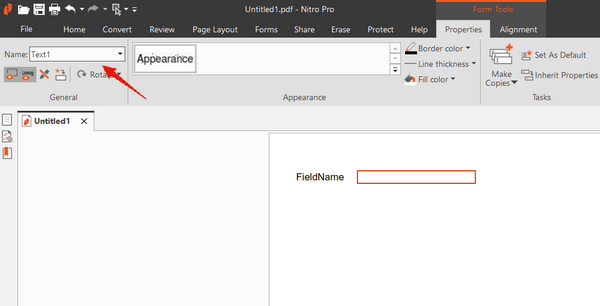 Untitled1.pdf - Nitro Pro
Form Tools
File Home Convert Review Page Layout Forms Share Erase Protect Help Properties Alignment
Name: Text1
Appearance
Border color
Line thickness
Fill color
Make Copies
Set As Default
Inherit Properties
Rotate
General Appearance Tasks
Untitled1
FieldName